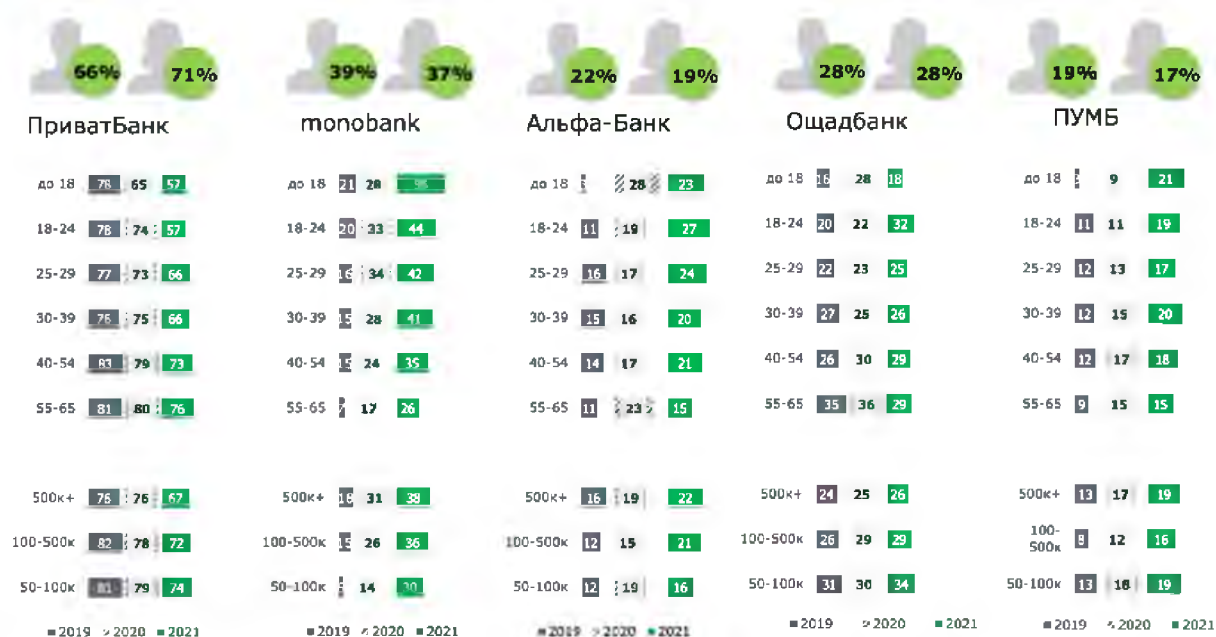 66% 71% 39% 37% 22% 19% 28% 28% 19% 17%
ПриватБанк monobank Альфа-Банк Ощадбанк ПУМБ
до 18 78 65 57 до 18 21 28 до 18 28 23 до 18 16 28 18 до 18 9 21
18-24 78 74 57 18-24 20 33 44 18-24 11 19 27 18-24 20 22 32 18-24 11 11 19
25-29 77 73 66 25-29 16 34 42 25-29 16 17 24 25-29 22 23 25 25-29 12 13 17
30-39 76 75 66 30-39 15 28 41 30-39 15 16 20 30-39 27 25 26 30-39 12 15 20
40-54 83 79 73 40-54 15 24 35 40-54 14 17 21 40-54 26 30 29 40-54 12 17 18
55-65 81 80 76 55-65 7 17 26 55-65 11 23 15 55-65 35 36 29 55-65 9 15 15
500к+ 76 76 67 500к+ 18 31 38 500к+ 16 19 22 500к+ 24 25 26 500к+ 13 17 19
100-500к 82 78 72 100-500к 15 26 36 100-500к 12 15 21 100-500к 26 29 29 100-500к 8 12 16
50-100к 81 79 74 50-100к 14 30 50-100к 12 19 16 50-100к 31 30 34 50-100к 13 18 19
2019 2020 2021 2019 2020 2021 2019 2020 2021 2019 2020 2021 2019 2020 2021